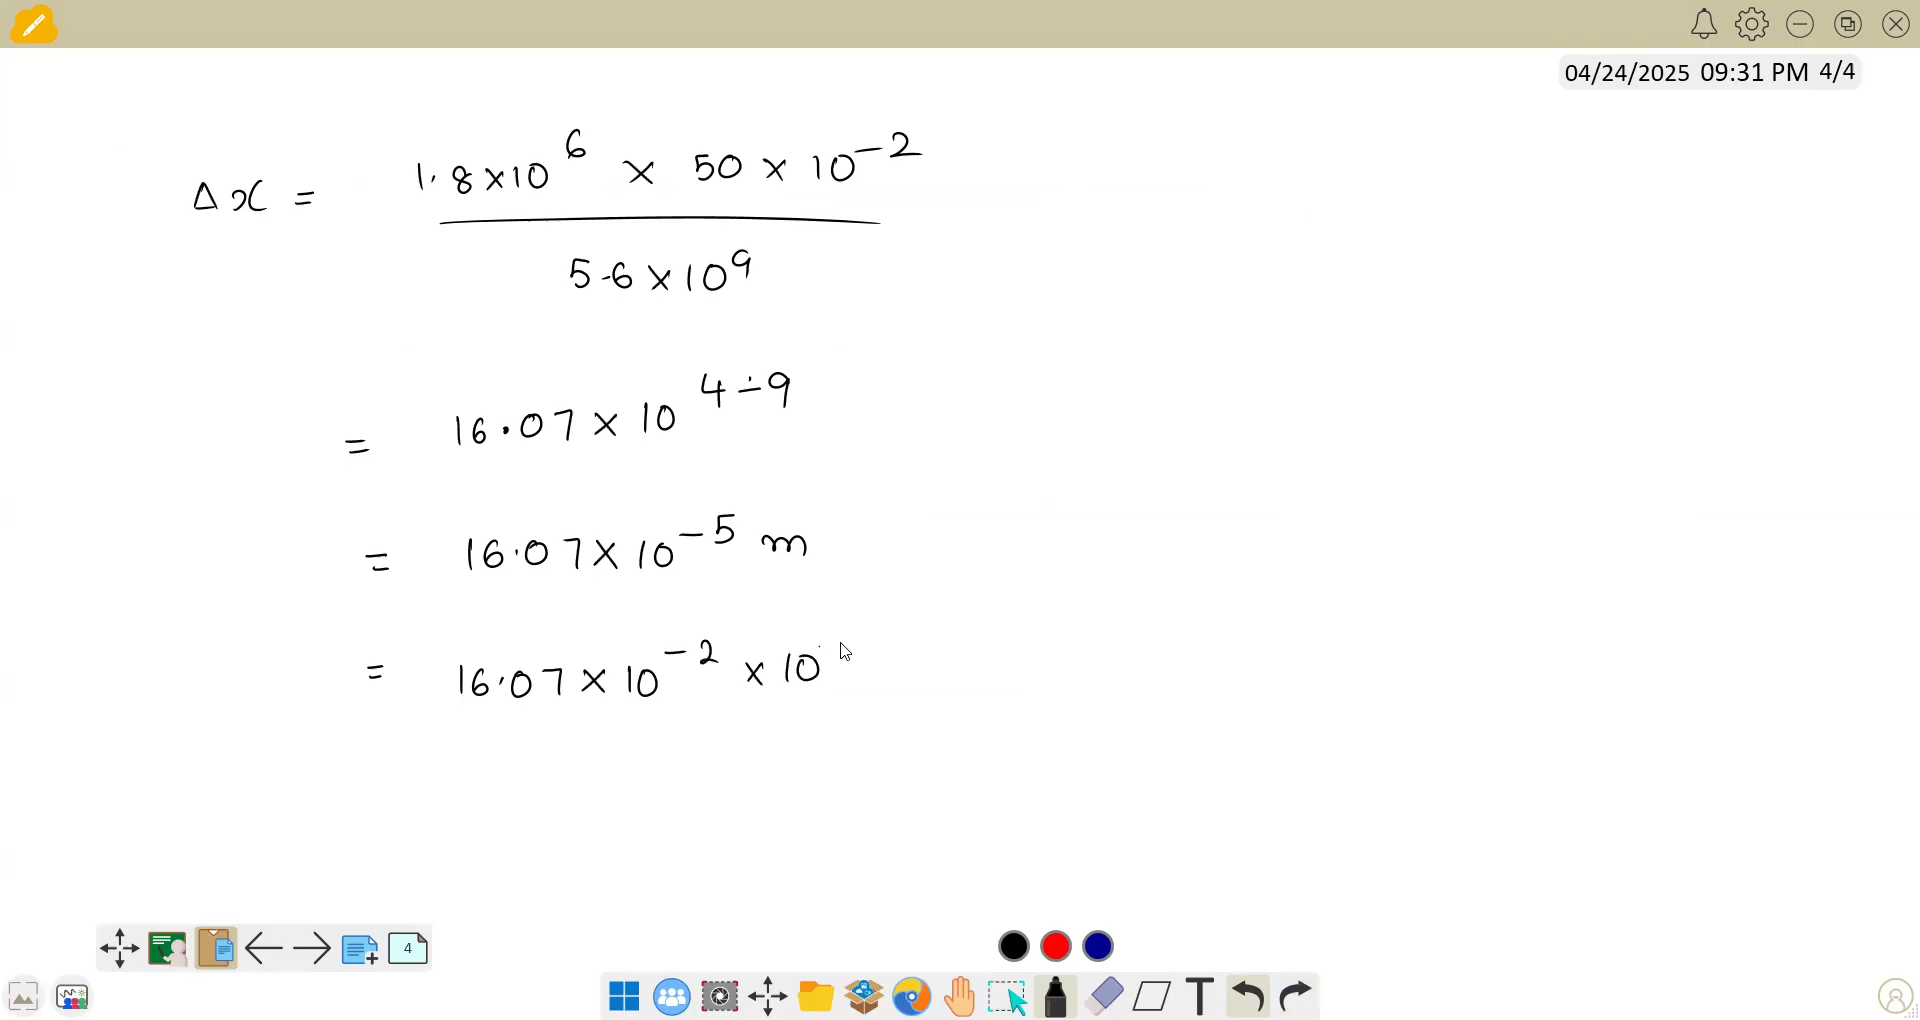 04/24/2025 09:31 PM 4/4
Δx = 1.8×10^6 × 50 × 10^-2
5.6×10^9
= 16.07×10^4-9
= 16.07×10^-5 m
= 16.07×10^-2 × 10
4
T